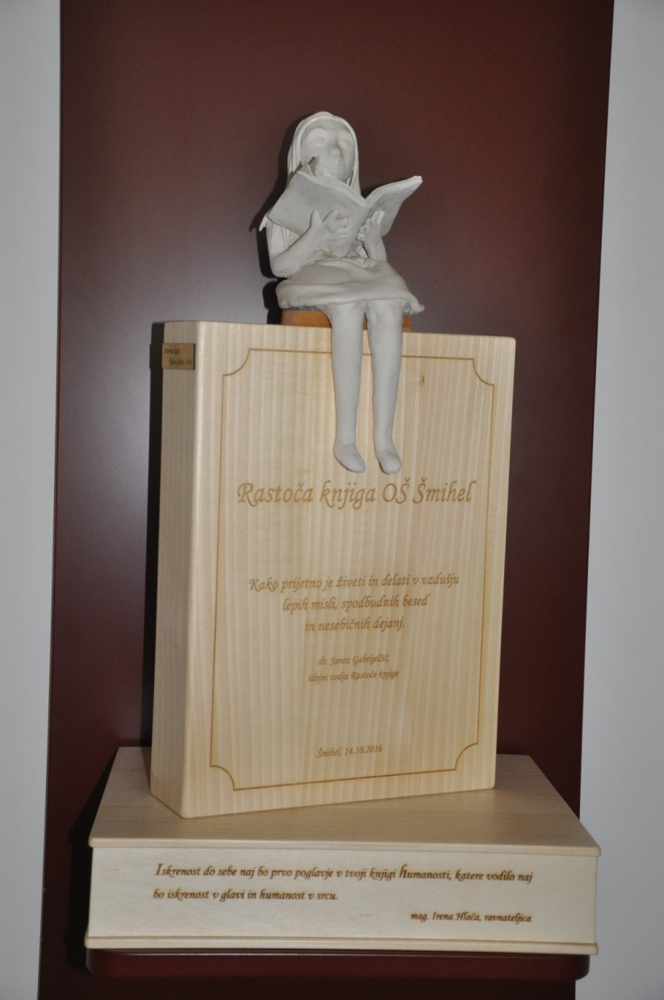 Rastoča knjiga OŠ Šmihel
Kako prijetno je živeti in delati v vzdušju
lepih misli, spodbudnih besed
in nesebičnih dejanj.
dr. Janez Gabrijelčič,
idejni vodja Rastoče knjige
Šmihel, 14.10.2016
Iskrenost do sebe naj bo prvo poglavje v tvoji knjigi humanosti, katere vodilo naj
bo iskrenost v glavi in humanost v srcu.
mag. Irena Hlača, ravnateljica